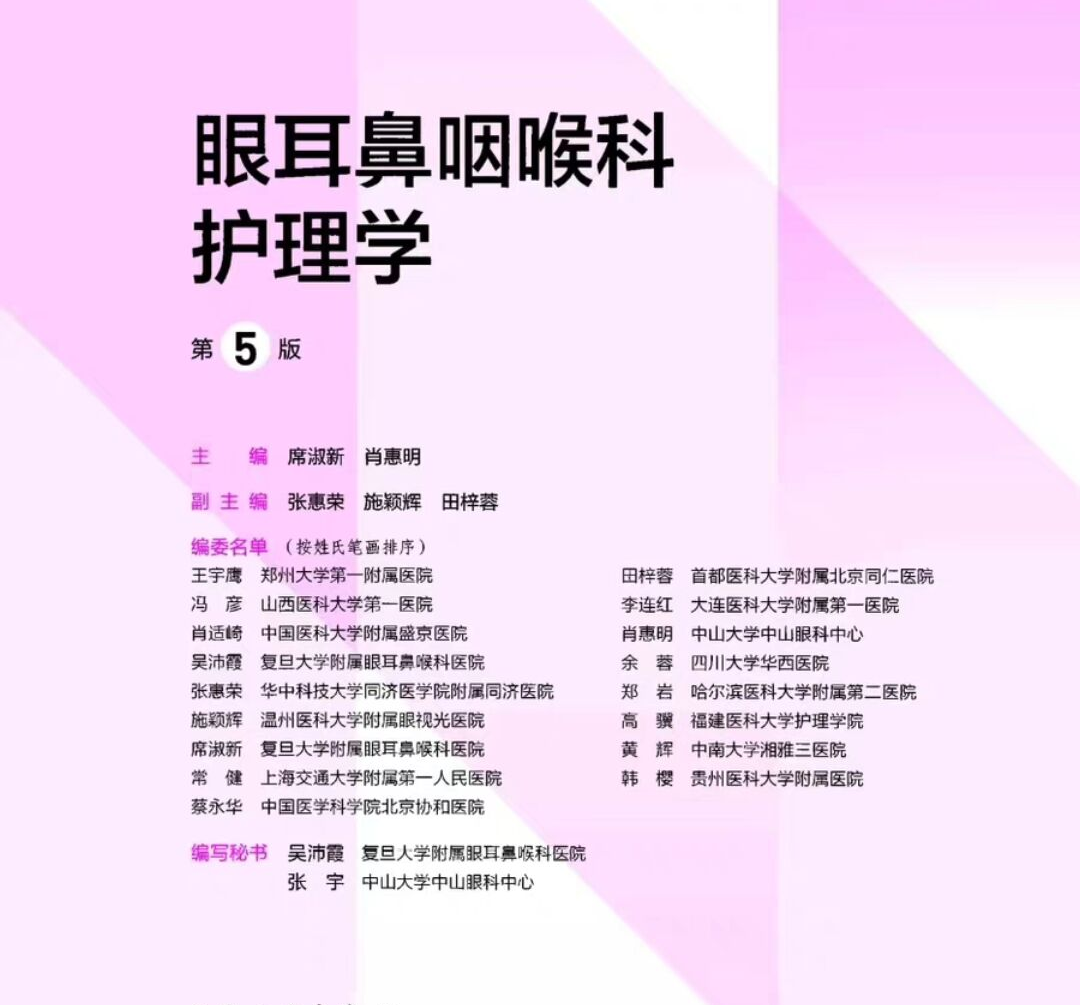 眼耳鼻咽喉科
护理学
第5版
主　编　席淑新　肖惠明
副主编　张惠荣　施颖辉　田梓蓉
编委名单（按姓氏笔画排序）
王宇鹰　郑州大学第一附属医院
冯　彦　山西医科大学第一医院
肖适崎　中国医科大学附属盛京医院
吴沛霞　复旦大学附属眼耳鼻喉科医院
张惠荣　华中科技大学同济医学院附属同济医院
施颖辉　温州医科大学附属眼视光医院
席淑新　复旦大学附属眼耳鼻喉科医院
常　健　上海交通大学附属第一人民医院
蔡永华　中国医学科学院北京协和医院
田梓蓉　首都医科大学附属北京同仁医院
李连红　大连医科大学附属第一医院
肖惠明　中山大学中山眼科中心
余　蓉　四川大学华西医院
郑　岩　哈尔滨医科大学附属第二医院
高　骥　福建医科大学护理学院
黄　辉　中南大学湘雅三医院
韩　樱　贵州医科大学附属医院
编写秘书　吴沛霞　复旦大学附属眼耳鼻喉科医院
张　宇　中山大学中山眼科中心